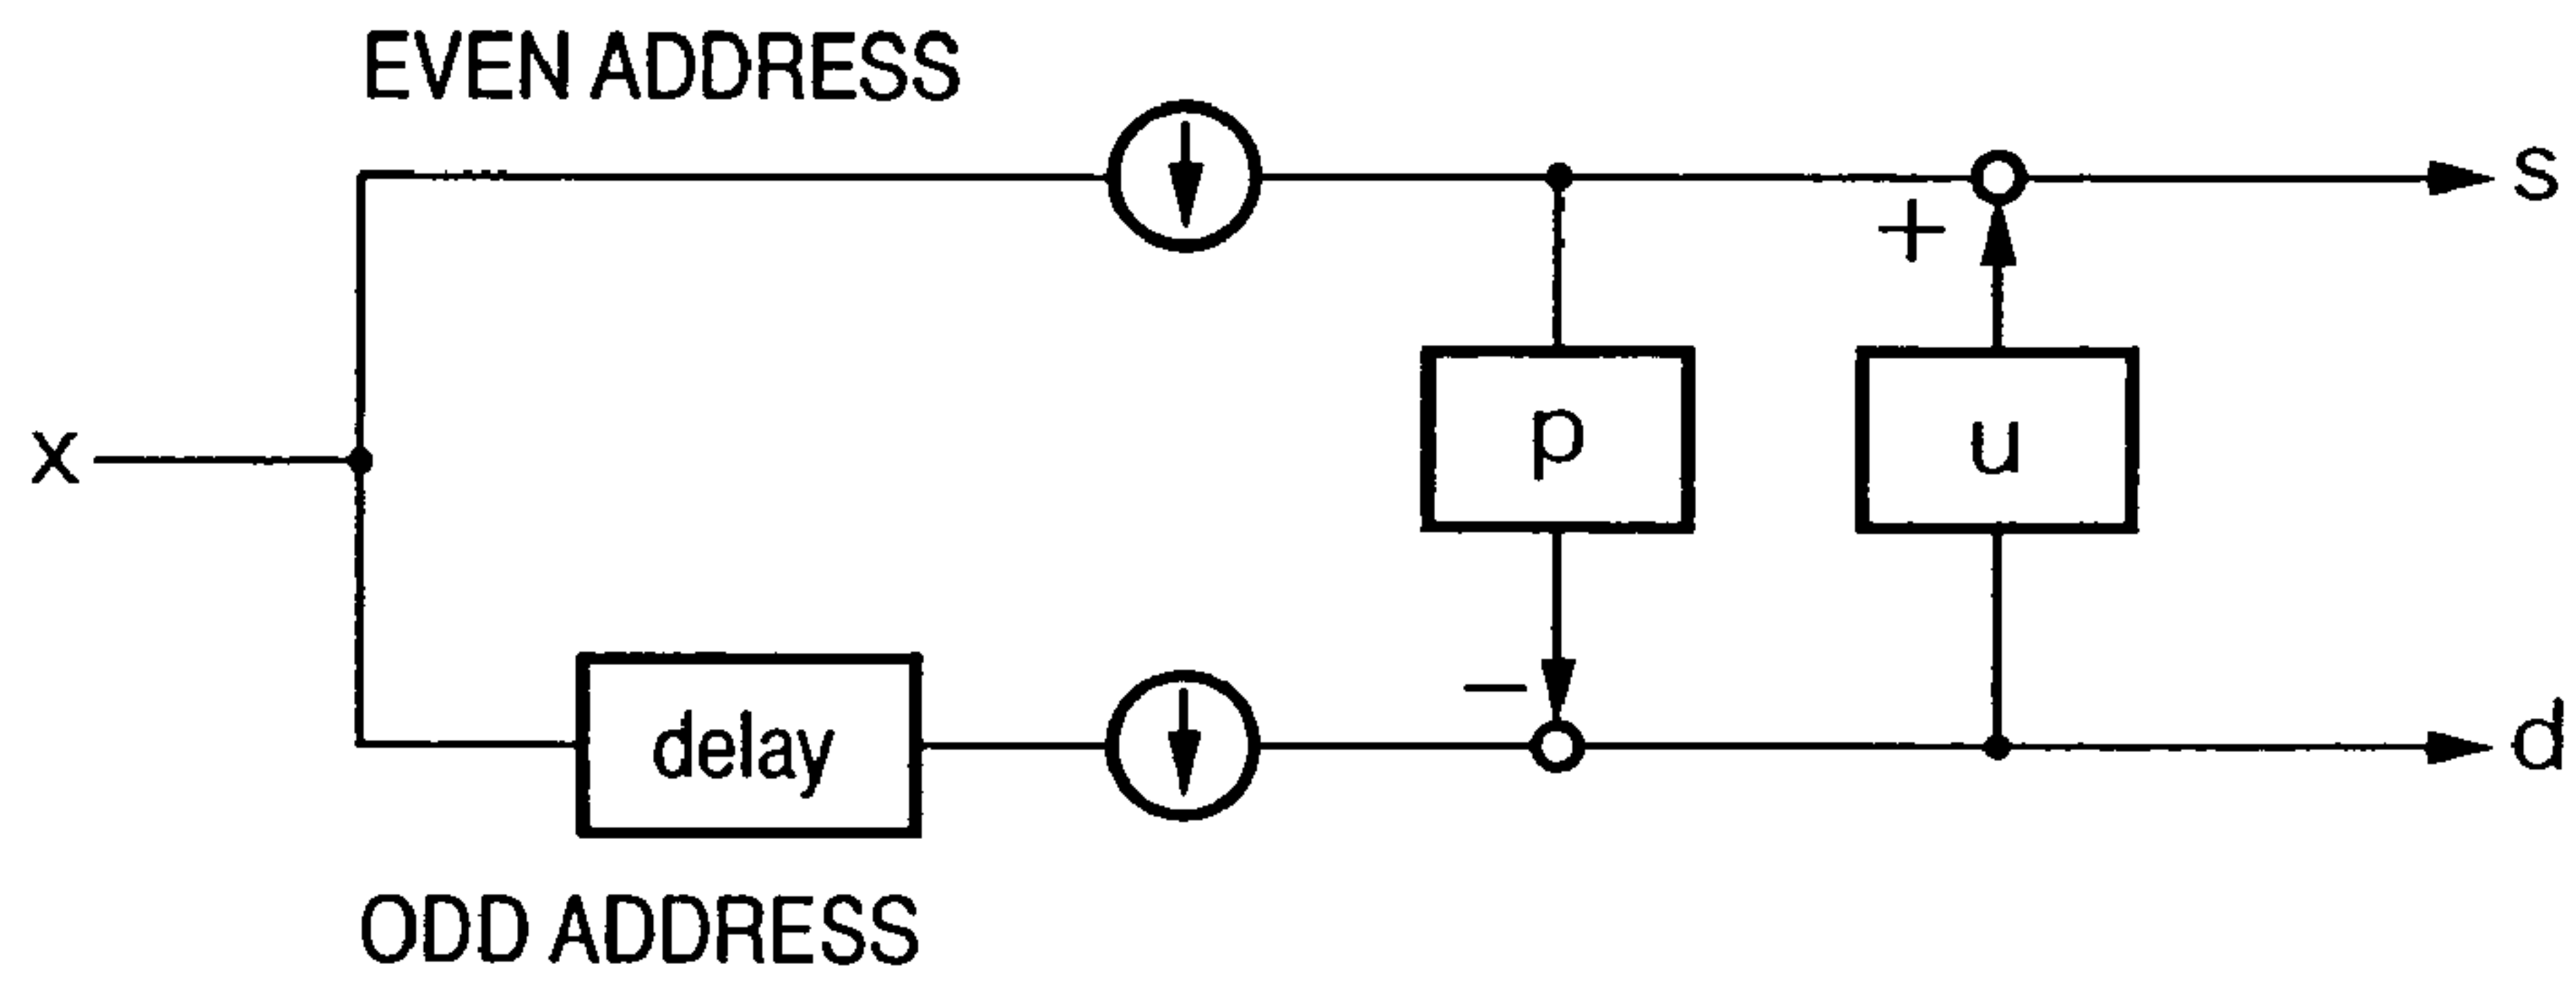 EVEN ADDRESS
s
+
x
p
u
delay
−
d
ODD ADDRESS